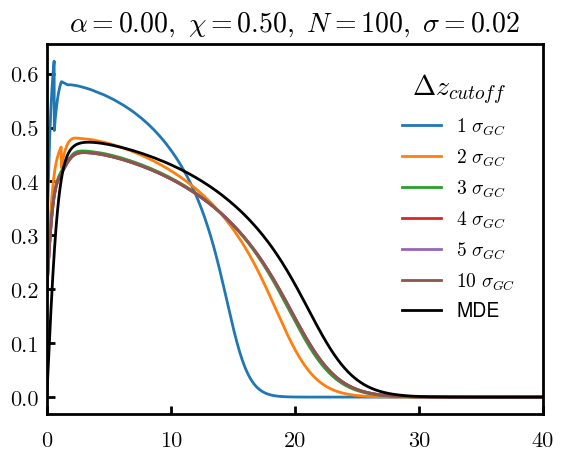 α = 0.00, χ = 0.50, N = 100, σ = 0.02
Δz_cutoff
1 σ_GC
2 σ_GC
3 σ_GC
4 σ_GC
5 σ_GC
10 σ_GC
MDE
0.6
0.5
0.4
0.3
0.2
0.1
0.0
0 10 20 30 40